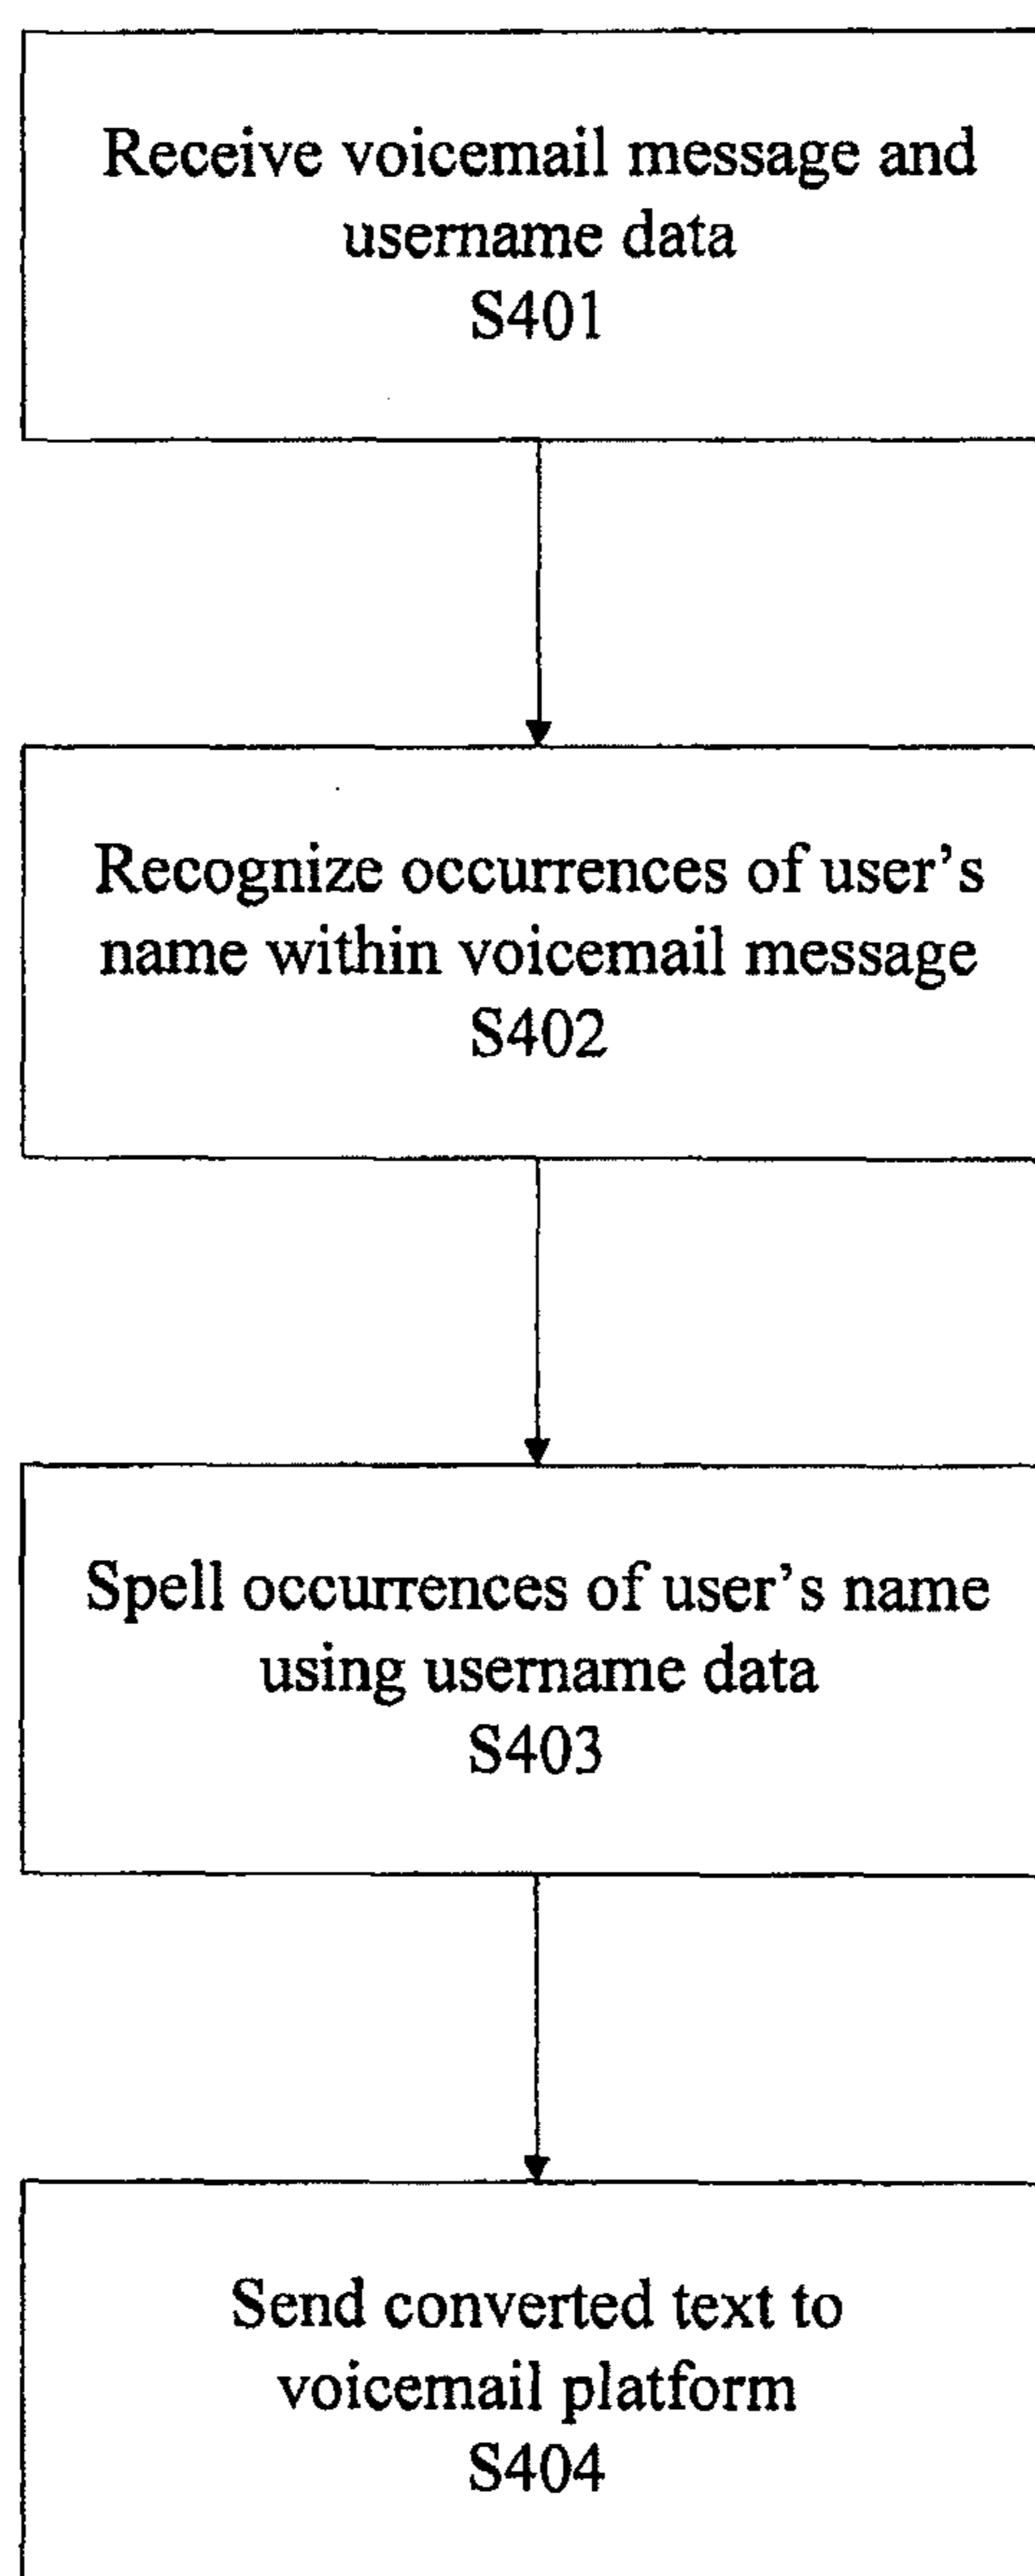 Receive voicemail message and
username data
S401
Recognize occurrences of user's
name within voicemail message
S402
Spell occurrences of user's name
using username data
S403
Send converted text to
voicemail platform
S404